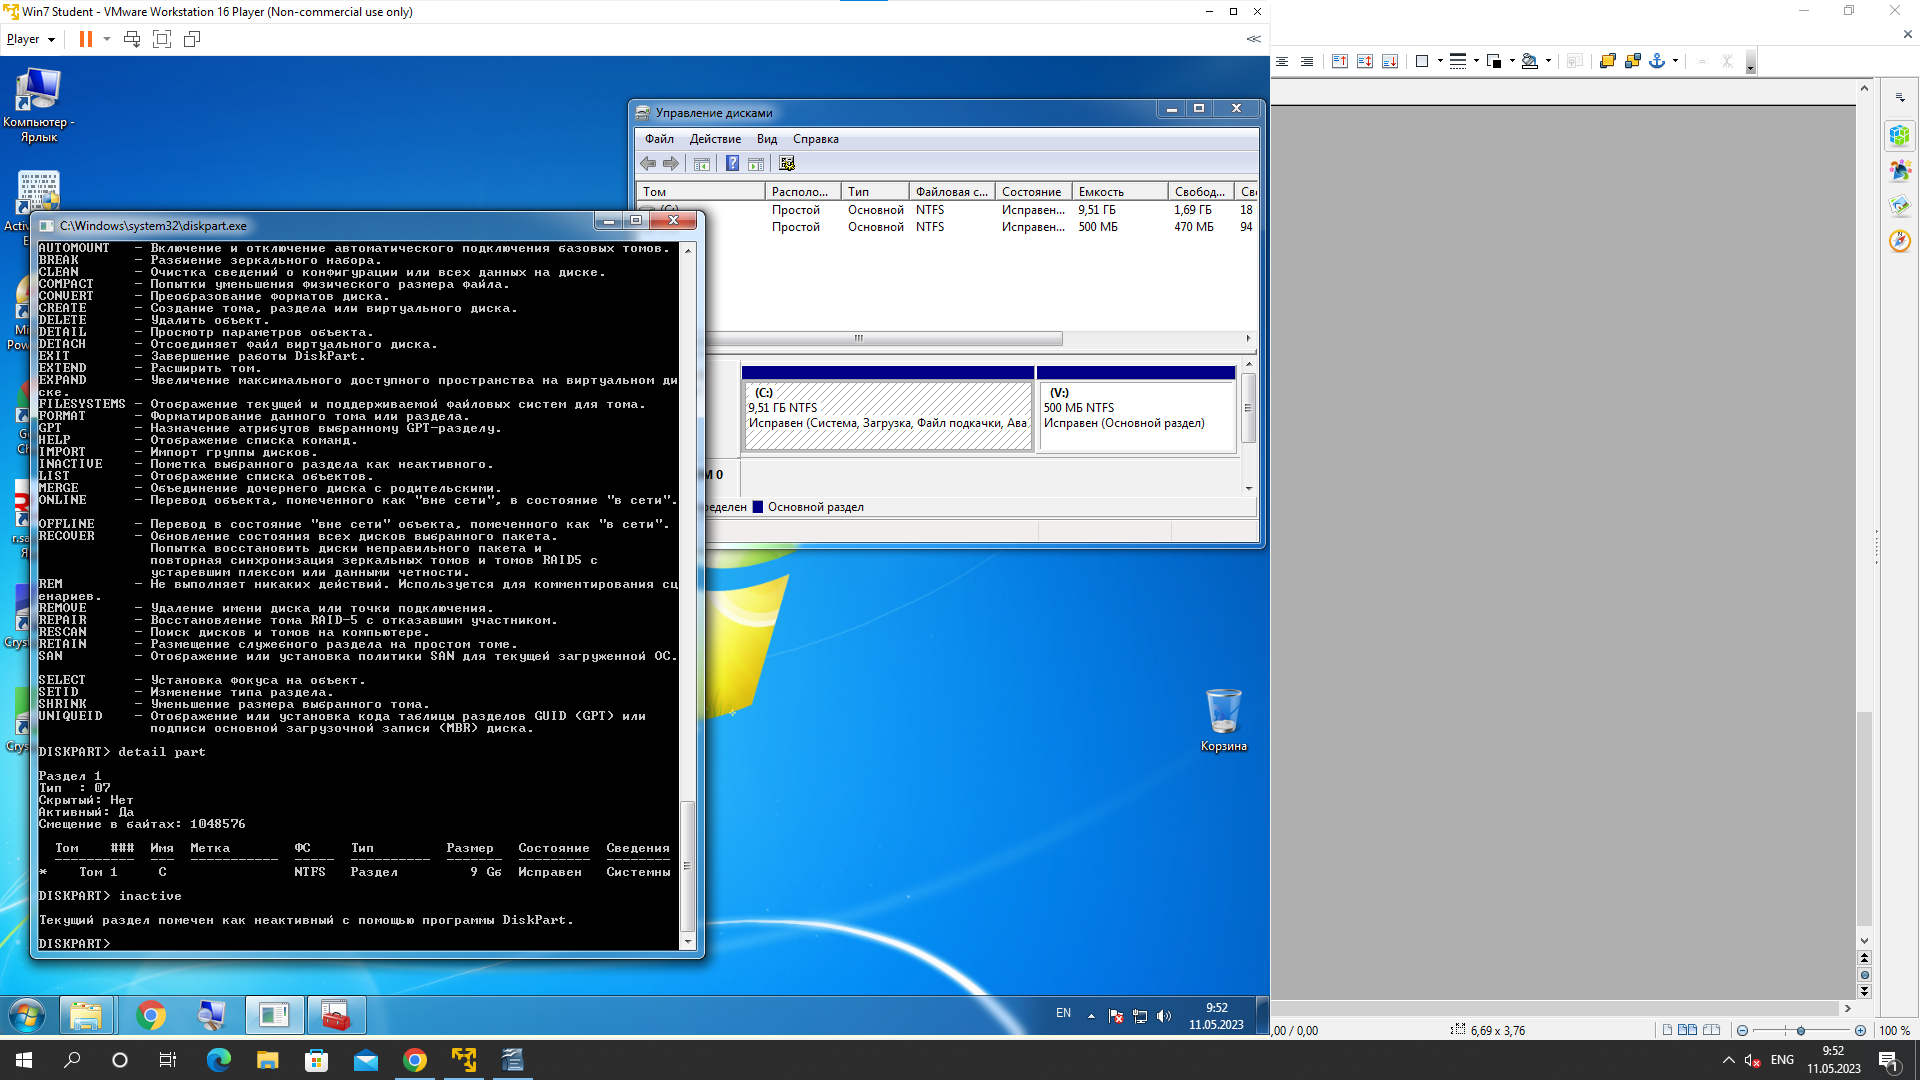 Win7 Student - VMware Workstation 16 Player (Non-commercial use only)
Player
Компьютер -
Ярлык
Управление дисками
Файл Действие Вид Справка
Том Располо... Тип Файловая с... Состояние Емкость Свобод...
(C:) Простой Основной NTFS Исправен... 9,51 ГБ 1,69 ГБ 18
Простой Основной NTFS Исправен... 500 МБ 470 МБ 94
(C:)
9,51 ГБ NTFS
Исправен (Система, Загрузка, Файл подкачки, Ава
(V:)
500 МБ NTFS
Исправен (Основной раздел)
M 0
Основной раздел
C:\Windows\system32\diskpart.exe
AUTOMOUNT - Включение и отключение автоматического подключения базовых томов.
BREAK - Разбиение зеркального набора.
CLEAN - Очистка сведений о конфигурации или всех данных на диске.
COMPACT - Попытки уменьшения физического размера файла.
CONVERT - Преобразование форматов диска.
CREATE - Создание тома, раздела или виртуального диска.
DELETE - Удалить объект.
DETAIL - Просмотр параметров объекта.
DETACH - Отсоединяет файл виртуального диска.
EXIT - Завершение работы DiskPart.
EXTEND - Расширить том.
EXPAND - Увеличение максимального доступного пространства на виртуальном ди
ске.
FILESYSTEMS - Отображение текущей и поддерживаемой файловых систем для тома.
FORMAT - Форматирование данного тома или раздела.
GPT - Назначение атрибутов выбранному GPT-разделу.
HELP - Отображение списка команд.
IMPORT - Импорт группы дисков.
INACTIVE - Пометка выбранного раздела как неактивного.
LIST - Отображение списка объектов.
MERGE - Объединение дочернего диска с родительскими.
ONLINE - Перевод объекта, помеченного как "вне сети", в состояние "в сети".
OFFLINE - Перевод в состояние "вне сети" объекта, помеченного как "в сети".
RECOVER - Обновление состояния всех дисков выбранного пакета.
Попытка восстановить диски неправильного пакета и
повторная синхронизация зеркальных томов и томов RAID5 с
устаревшим плексом или данными четности.
REM - Не выполняет никаких действий. Используется для комментирования сц
енариев.
REMOVE - Удаление имени диска или точки подключения.
REPAIR - Восстановление тома RAID-5 с отказавшим участником.
RESCAN - Поиск дисков и томов на компьютере.
RETAIN - Размещение служебного раздела на простом томе.
SAN - Отображение или установка политики SAN для текущей загруженной ОС.
SELECT - Установка фокуса на объект.
SETID - Изменение типа раздела.
SHRINK - Уменьшение размера выбранного тома.
UNIQUEID - Отображение или установка кода таблицы разделов GUID (GPT) или
подписи основной загрузочной записи (MBR) диска.
DISKPART> detail part
Раздел 1
Тип : 07
Скрытый: Нет
Активный: Да
Смещение в байтах: 1048576
Том ### Имя Метка ФС Тип Размер Состояние Сведения
* Том 1 C NTFS Раздел 9 Gб Исправен Системны
DISKPART> inactive
Текущий раздел помечен как неактивный с помощью программы DiskPart.
DISKPART>
Корзина
EN
9:52
11.05.2023
,00 / 0,00
6,69 x 3,76
100 %
ENG
9:52
11.05.2023
1